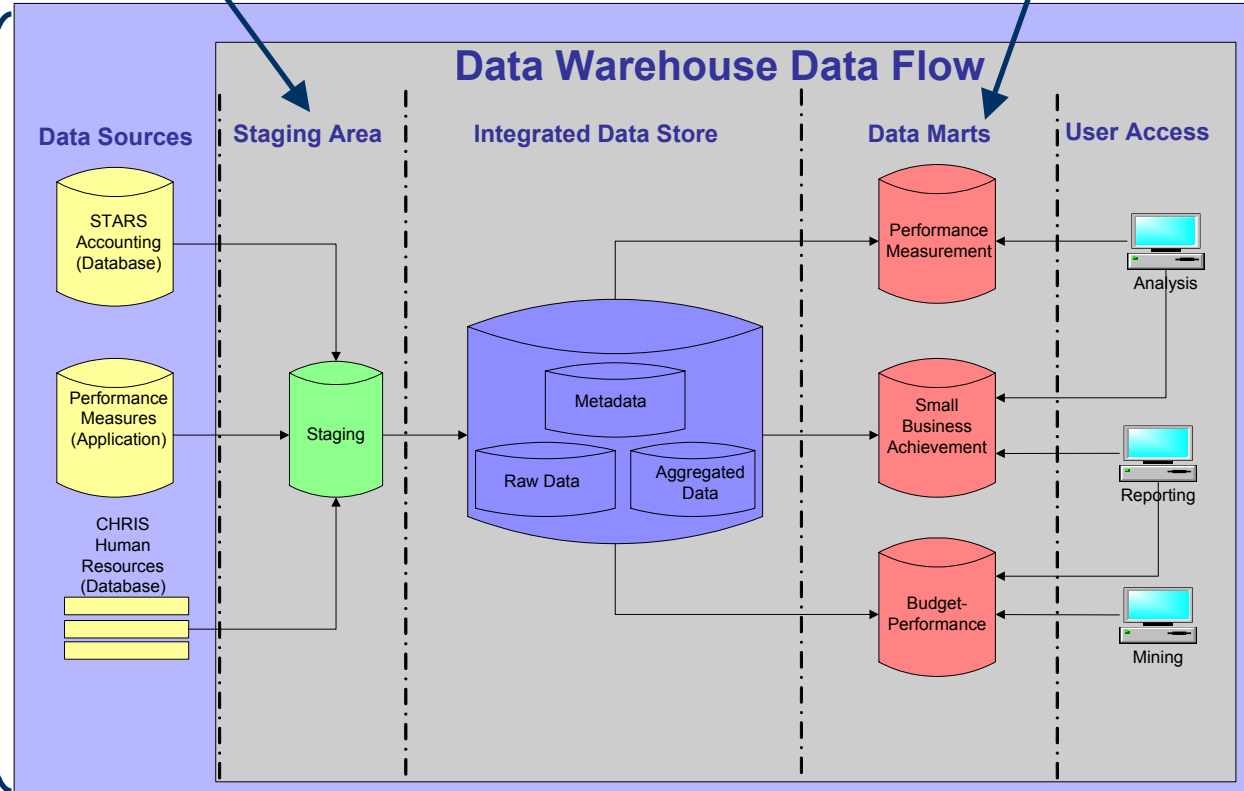 Data Warehouse Data Flow
Data Sources
Staging Area
Integrated Data Store
Data Marts
User Access
STARS
Accounting
(Database)
Performance
Measures
(Application)
CHRIS
Human
Resources
(Database)
Staging
Metadata
Raw Data
Aggregated
Data
Performance
Measurement
Small
Business
Achievement
Budget-
Performance
Analysis
Reporting
Mining